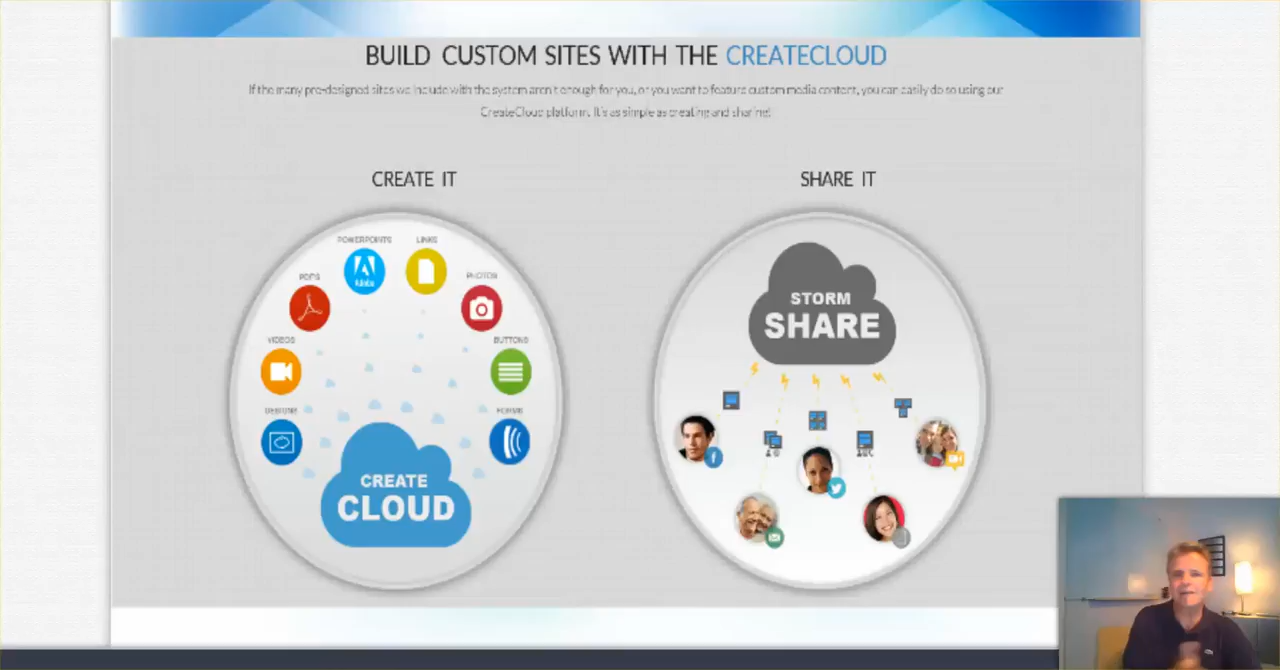 BUILD CUSTOM SITES WITH THE CREATECLOUD
If the many pre-designed sites we include with the system aren't enough for you, or you want to feature custom media content, you can easily do so using our
CreateCloud platform. It's as simple as creating and sharing!
CREATE IT
SHARE IT
POWERPOINTS
LINKS
Adobe
PDF'S
PHOTOS
VIDEOS
BUTTONS
DESIGNS
FORMS
CREATE
CLOUD
STORM
SHARE